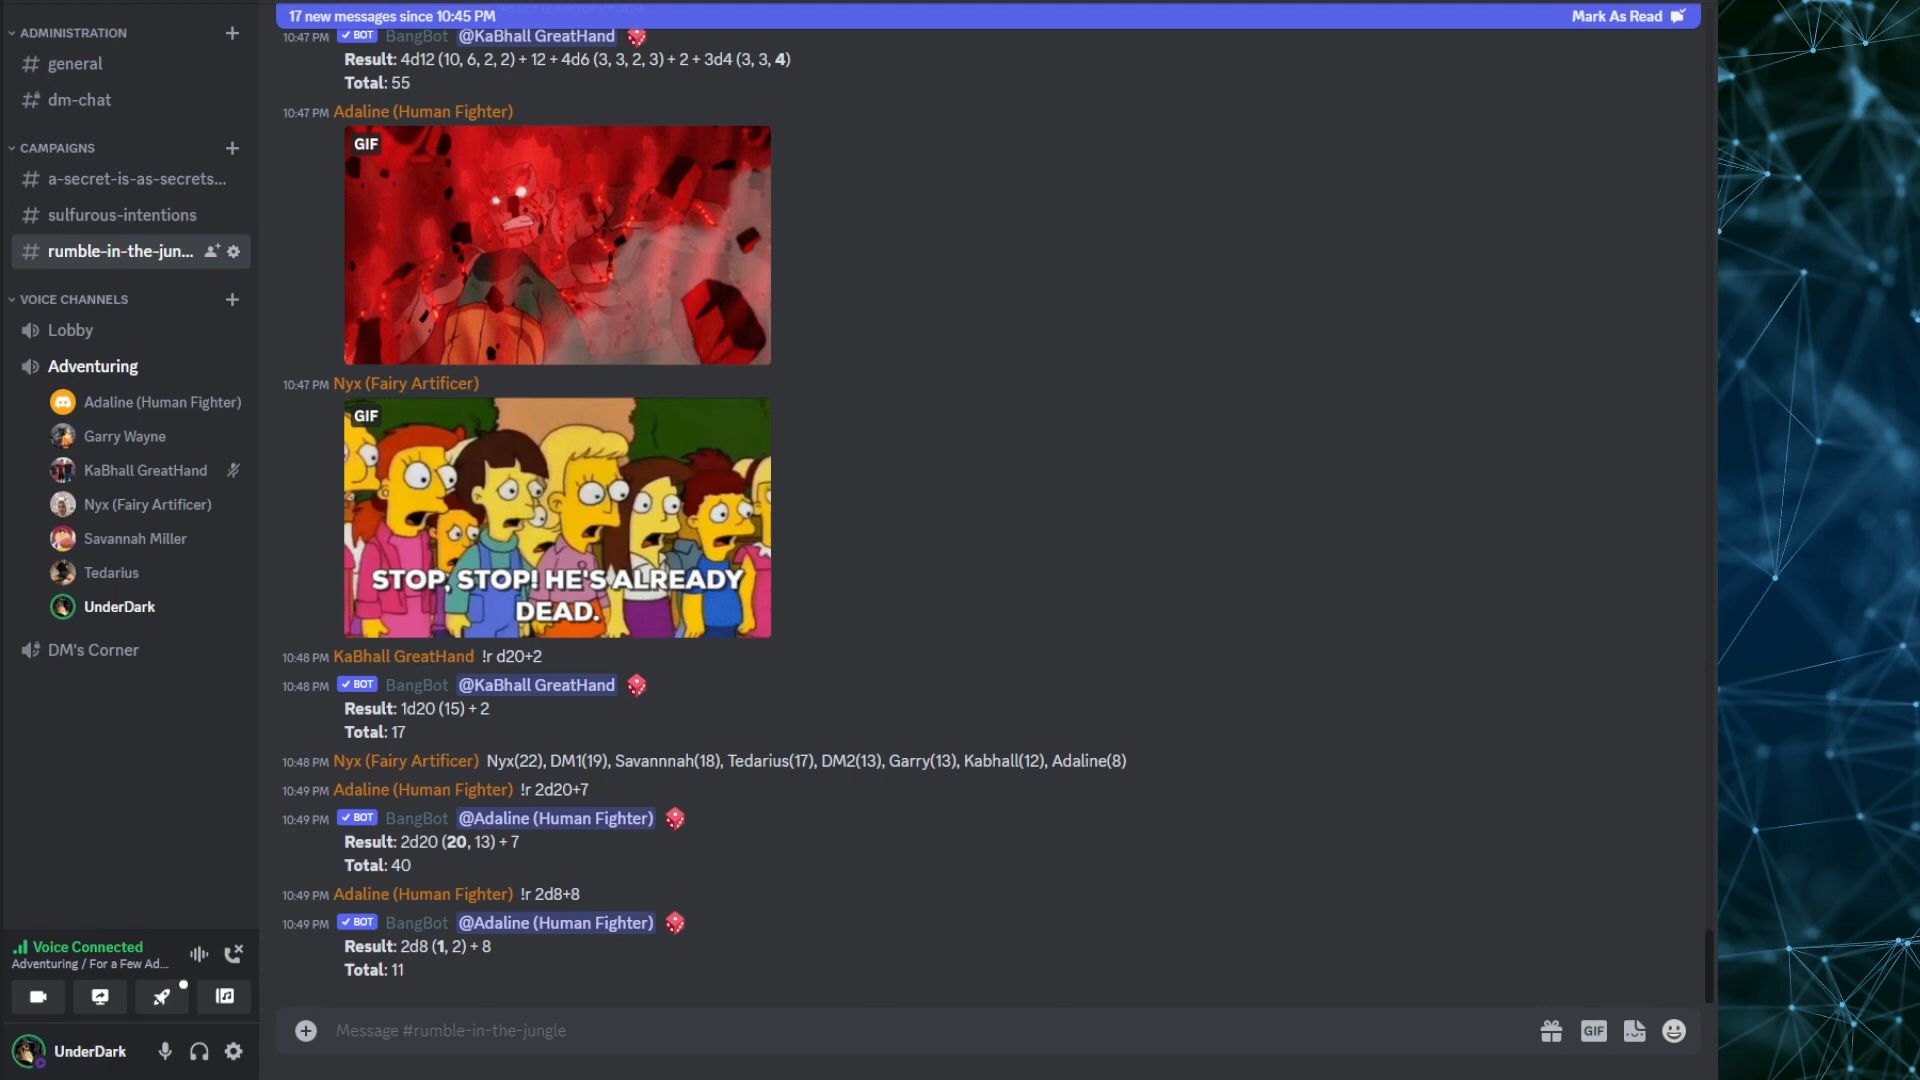 ADMINISTRATION
general
dm-chat
CAMPAIGNS
a-secret-is-as-secrets...
sulfurous-intentions
rumble-in-the-jun...
VOICE CHANNELS
Lobby
Adventuring
Adaline (Human Fighter)
Garry Wayne
KaBhall GreatHand
Nyx (Fairy Artificer)
Savannah Miller
Tedarius
UnderDark
DM's Corner
Voice Connected
Adventuring / For a Few Ad...
UnderDark
17 new messages since 10:45 PM Mark As Read
10:47 PM BOT BangBot @KaBhall GreatHand
Result: 4d12 (10, 6, 2, 2) + 12 + 4d6 (3, 3, 2, 3) + 2 + 3d4 (3, 3, 4)
Total: 55
10:47 PM Adaline (Human Fighter)
GIF
10:47 PM Nyx (Fairy Artificer)
GIF
STOP, STOP! HE'S ALREADY
DEAD.
10:48 PM KaBhall GreatHand !r d20+2
10:48 PM BOT BangBot @KaBhall GreatHand
Result: 1d20 (15) + 2
Total: 17
10:48 PM Nyx (Fairy Artificer) Nyx(22), DM1(19), Savannnah(18), Tedarius(17), DM2(13), Garry(13), Kabhall(12), Adaline(8)
10:49 PM Adaline (Human Fighter) !r 2d20+7
10:49 PM BOT BangBot @Adaline (Human Fighter)
Result: 2d20 (20, 13) + 7
Total: 40
10:49 PM Adaline (Human Fighter) !r 2d8+8
10:49 PM BOT BangBot @Adaline (Human Fighter)
Result: 2d8 (1, 2) + 8
Total: 11
Message #rumble-in-the-jungle
GIF